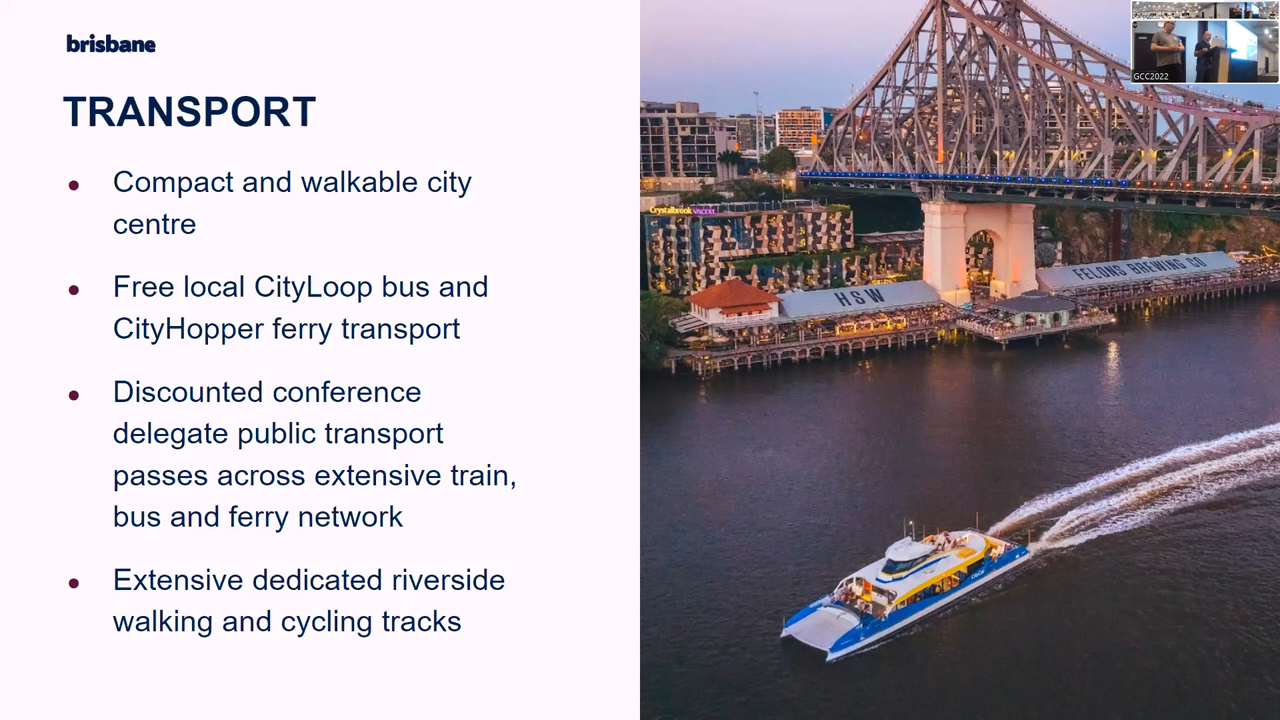 brisbane
TRANSPORT
Compact and walkable city
centre
Free local CityLoop bus and
CityHopper ferry transport
Discounted conference
delegate public transport
passes across extensive train,
bus and ferry network
Extensive dedicated riverside
walking and cycling tracks
GCC2022
Crystalbrook VINCENT
HSW
FELONS BREWING CO
CityCat